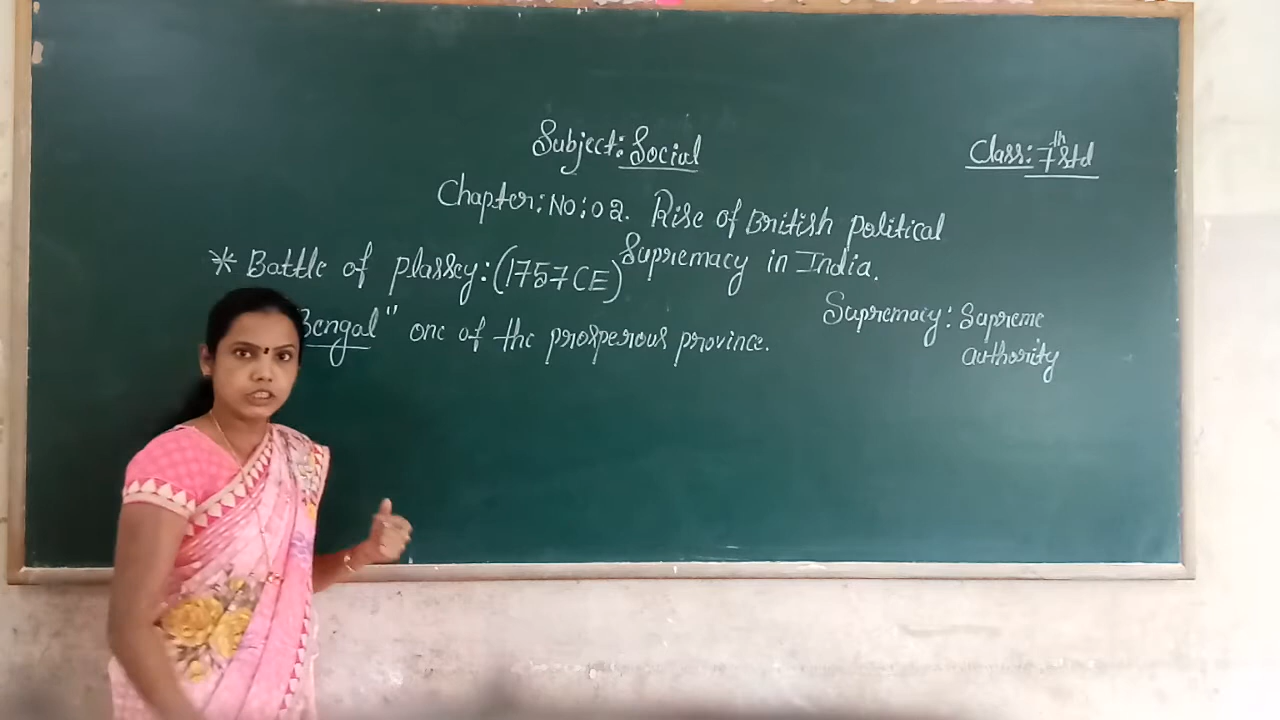 Subject: Social
Class: 7th Std
Chapter: No: 02. Rise of British Political
Supremacy in India.
* Battle of Plassey: (1757 CE)
Bengal" one of the prosperous province.
Supremacy: Supreme
authority